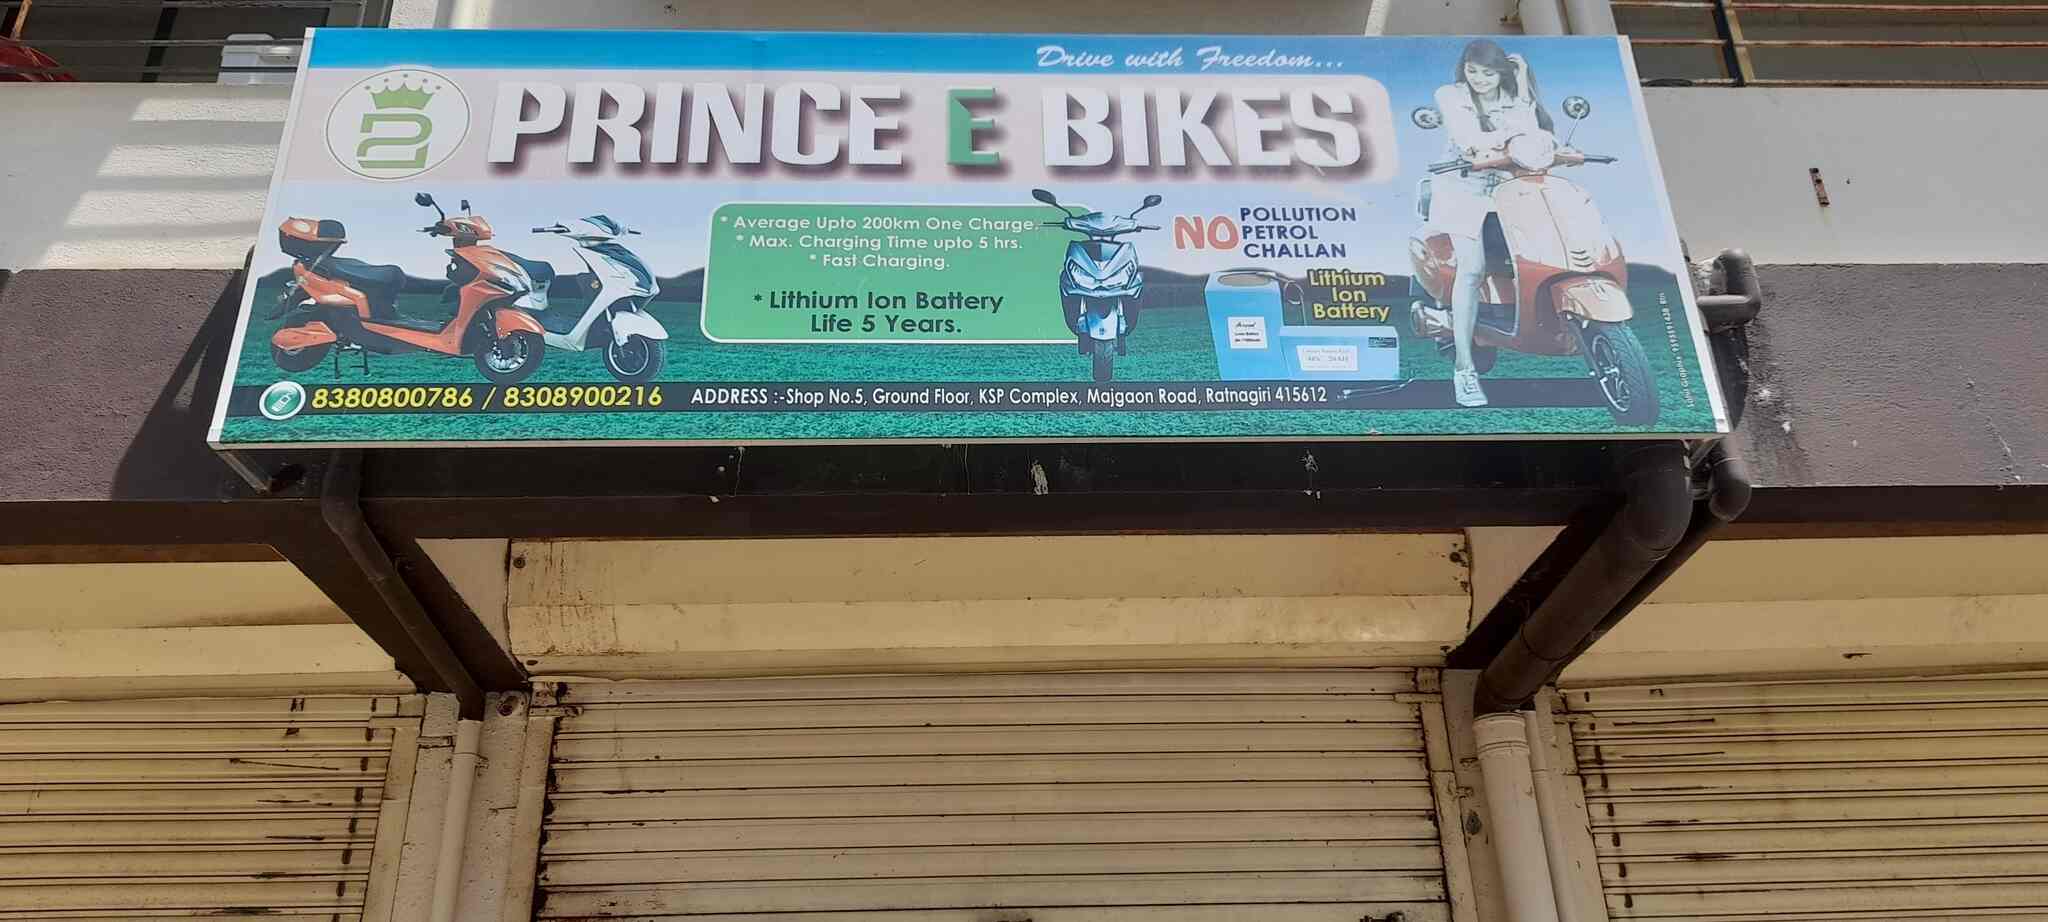 Drive with Freedom...
PRINCE E BIKES
* Average Upto 200km One Charge.
* Max. Charging Time upto 5 hrs.
* Fast Charging.
* Lithium Ion Battery
Life 5 Years.
NO POLLUTION
PETROL
CHALLAN
Lithium
Ion
Battery
8380800786 / 8308900216
ADDRESS :-Shop No.5, Ground Floor, KSP Complex, Majgaon Road, Ratnagiri 415612